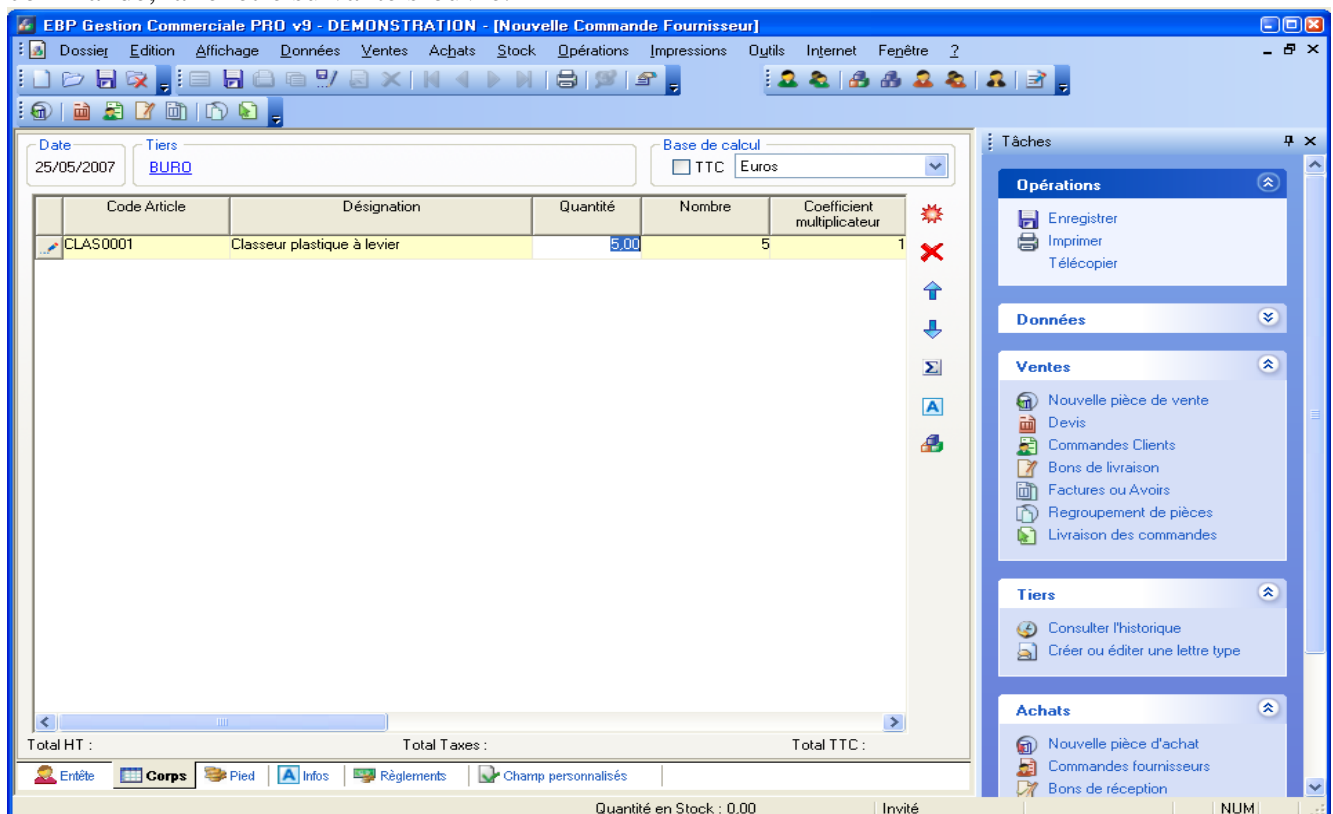 EBP Gestion Commerciale PRO v9 - DEMONSTRATION - [Nouvelle Commande Fournisseur]
Dossier Edition Affichage Données Ventes Achats Stock Opérations Impressions Outils Internet Fenêtre ?
Date Tiers Base de calcul
25/05/2007 BURO TTC Euros
Code Article Désignation Quantité Nombre Coefficient multiplicateur
CLAS0001 Classeur plastique à levier 5,00 5 1
Total HT : Total Taxes : Total TTC :
Entête Corps Pied A Infos Règlements Champ personnalisés
Quantité en Stock : 0,00 Invité NUM
Tâches
Opérations
Enregistrer
Imprimer
Télécopier
Données
Ventes
Nouvelle pièce de vente
Devis
Commandes Clients
Bons de livraison
Factures ou Avoirs
Regroupement de pièces
Livraison des commandes
Tiers
Consulter l'historique
Créer ou éditer une lettre type
Achats
Nouvelle pièce d'achat
Commandes fournisseurs
Bons de réception